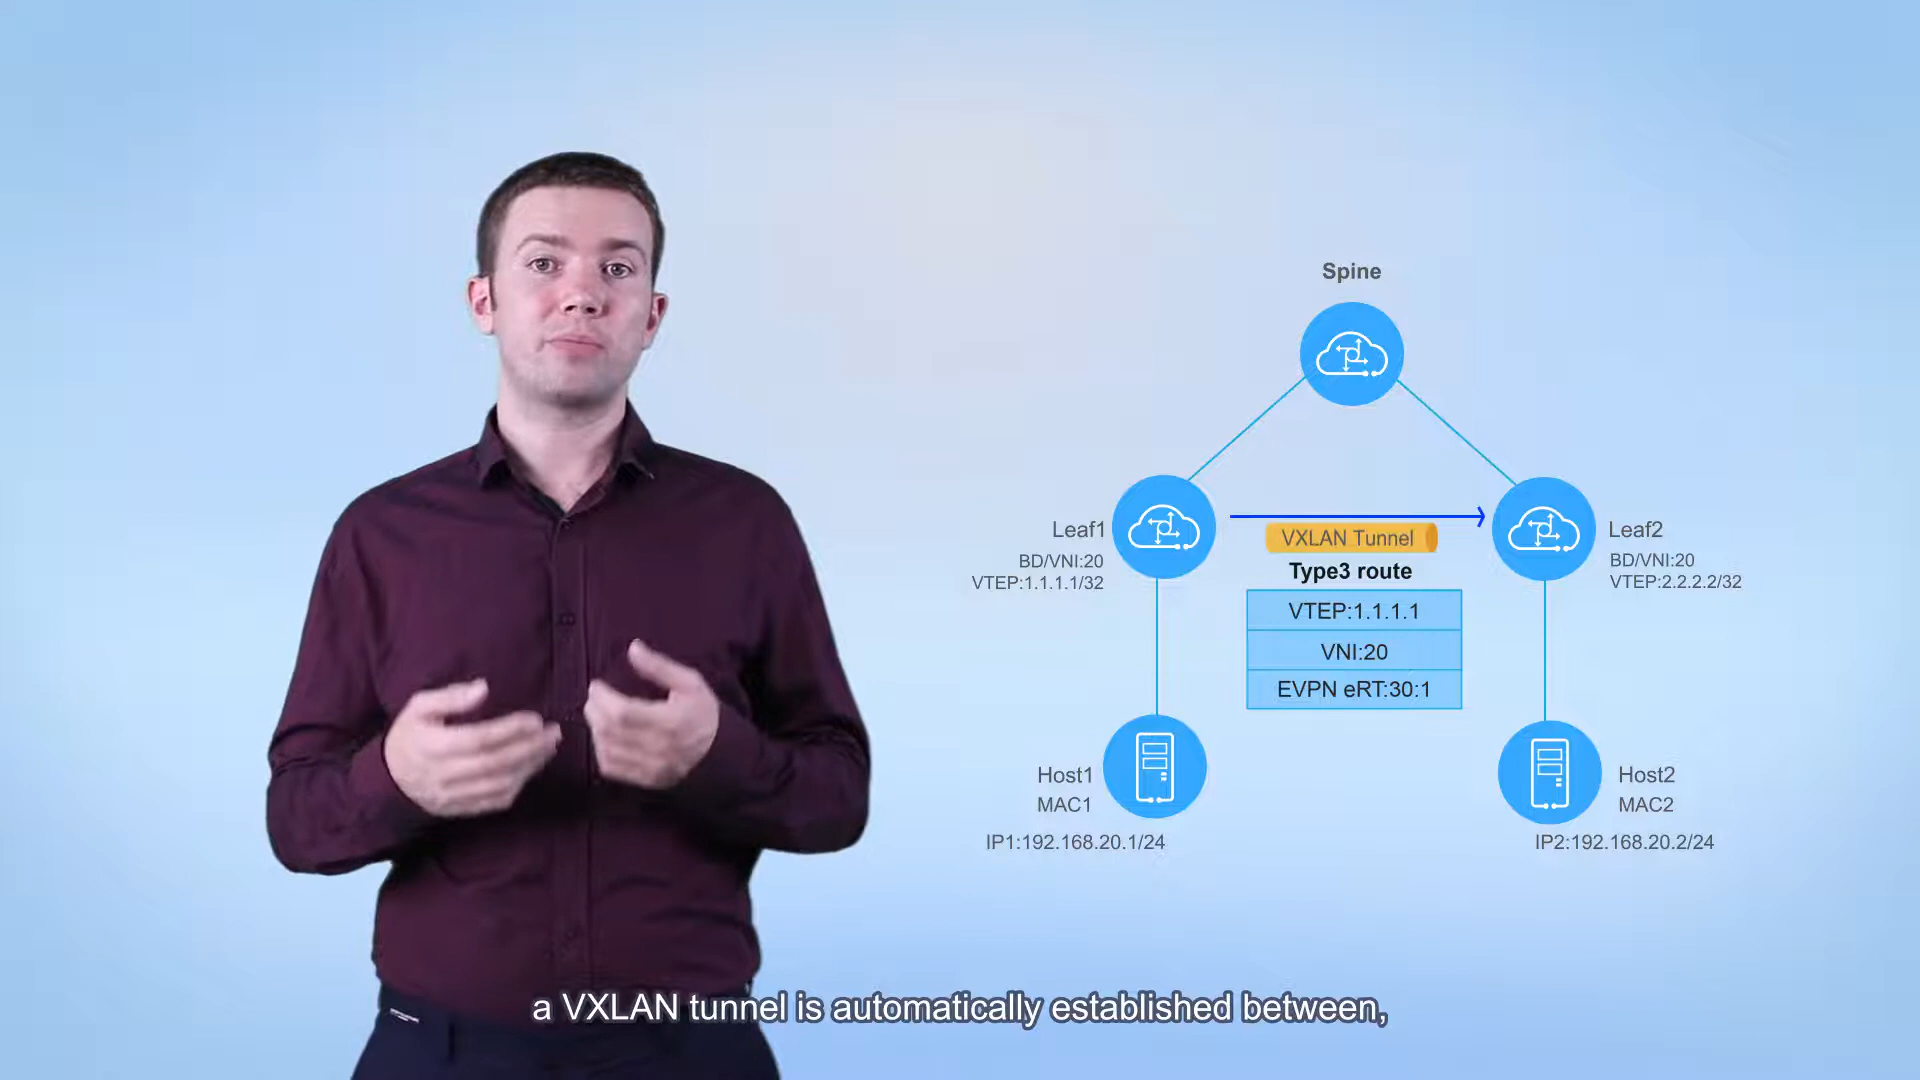 Spine
Leaf1
BD/VNI:20
VTEP:1.1.1.1/32
VXLAN Tunnel
Type3 route
VTEP:1.1.1.1
VNI:20
EVPN eRT:30:1
Leaf2
BD/VNI:20
VTEP:2.2.2.2/32
Host1
MAC1
IP1:192.168.20.1/24
Host2
MAC2
IP2:192.168.20.2/24
a VXLAN tunnel is automatically established between,